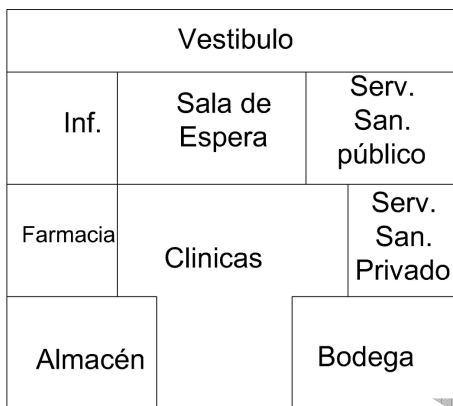 Vestibulo
Inf.
Sala de
Espera
Serv.
San.
público
Farmacia
Clinicas
Serv.
San.
Privado
Almacén
Bodega